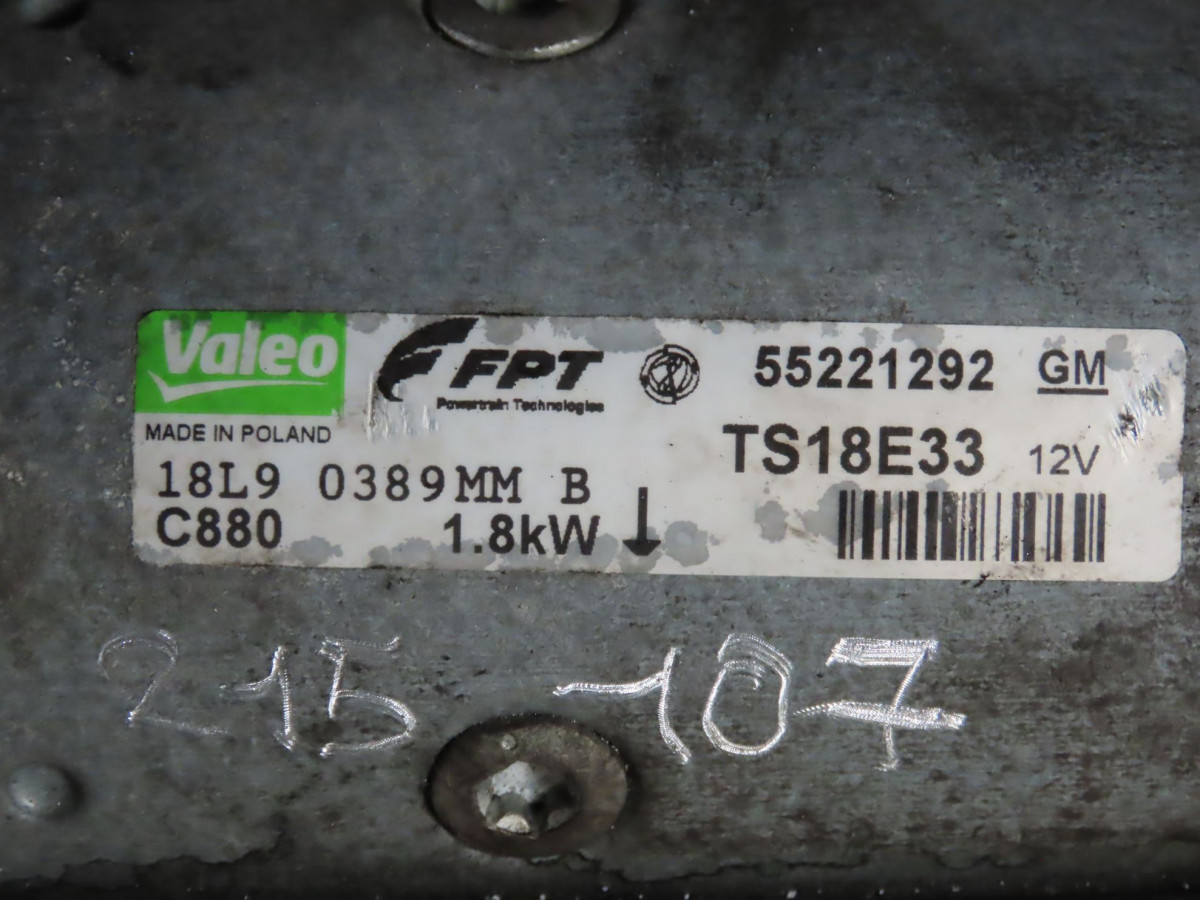 Valeo FPT 55221292 GM
Powertrain Technologies
MADE IN POLAND TS18E33 12V
18L9 0389MM B
C880 1.8kW
215 107